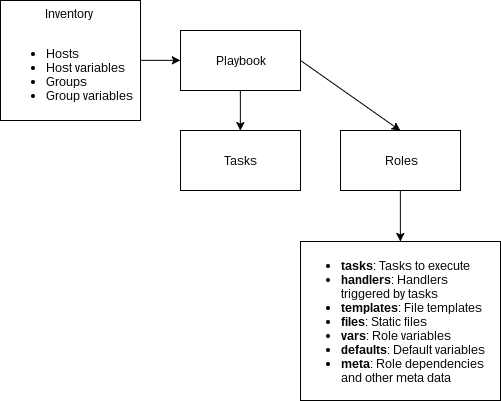 Inventory
• Hosts
• Host variables
• Groups
• Group variables
Playbook
Tasks
Roles
• tasks: Tasks to execute
• handlers: Handlers
triggered by tasks
• templates: File templates
• files: Static files
• vars: Role variables
• defaults: Default variables
• meta: Role dependencies
and other meta data